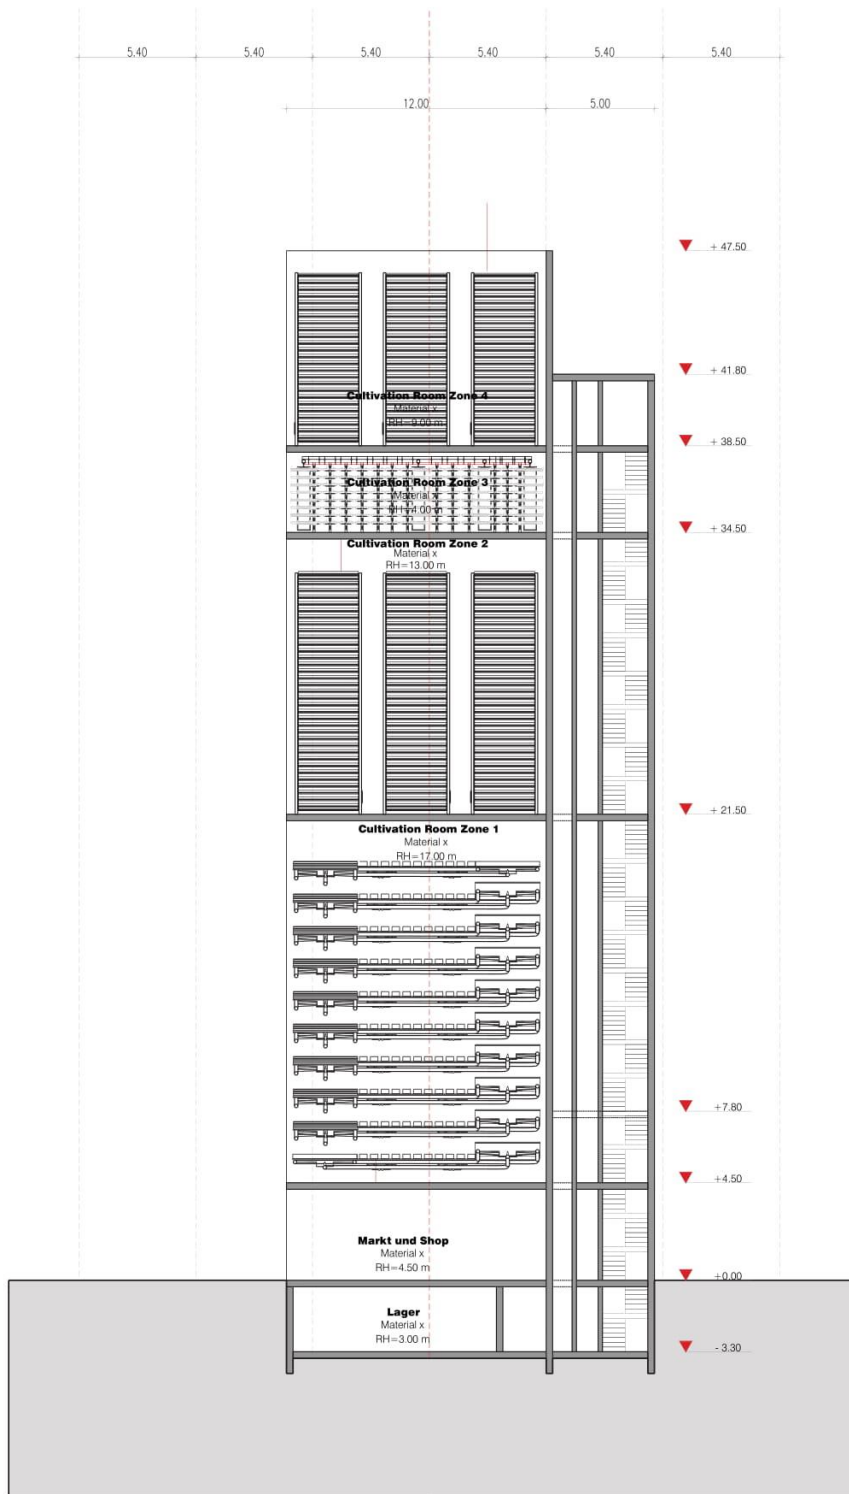 5.40 5.40 5.40 5.40 5.40 5.40
12.00 5.00
+ 47.50
+ 41.80
Cultivation Room Zone 4
Material x
RH=9.00 m
+ 38.50
Cultivation Room Zone 3
Material x
RH=4.00 m
+ 34.50
Cultivation Room Zone 2
Material x
RH=13.00 m
+ 21.50
Cultivation Room Zone 1
Material x
RH=17.00 m
+7.80
+4.50
Markt und Shop
Material x
RH=4.50 m
+0.00
Lager
Material x
RH=3.00 m
- 3.30